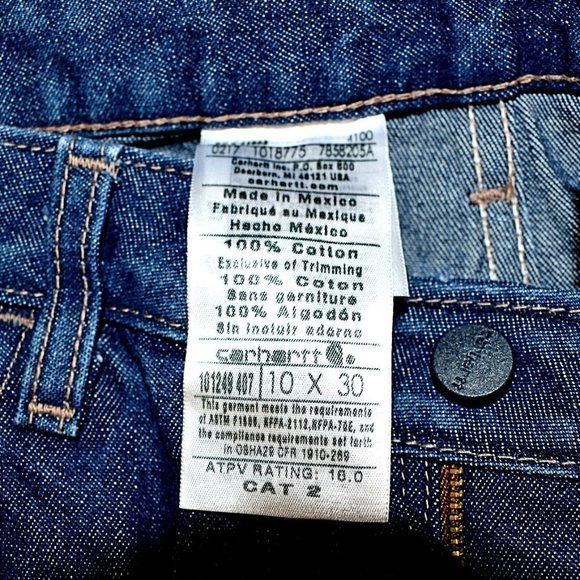 4100
0217 1018775 7858205A
Carhartt Inc., P.O. Box 600
Dearborn, MI 48121 USA
carhartt.com
Made in Mexico
Fabriqué au Mexique
Hecho México
100% Cotton
Exclusive of Trimming
100% Coton
Sans garniture
100% Algodón
Sin incluir adorno
carhartt
101249 407 10 X 30
This garment meets the requirements
of ASTM F1506, NFPA-2112, NFPA-70E, and
the compliance requirements set forth
in OSHA29 CFR 1910-269
ATPV RATING: 16.0
CAT 2